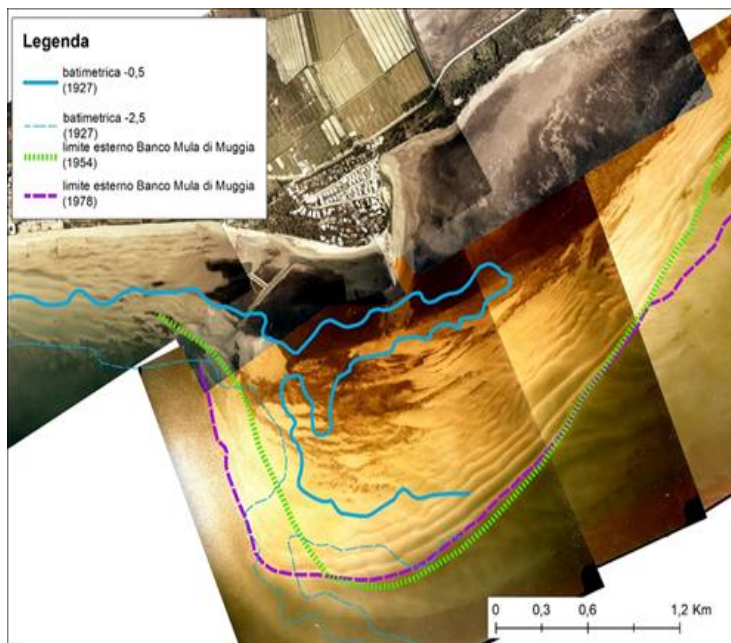 Legenda
batimetrica -0,5
(1927)
batimetrica -2,5
(1927)
limite esterno Banco Mula di Muggia
(1954)
limite esterno Banco Mula di Muggia
(1978)
0 0,3 0,6 1,2 Km